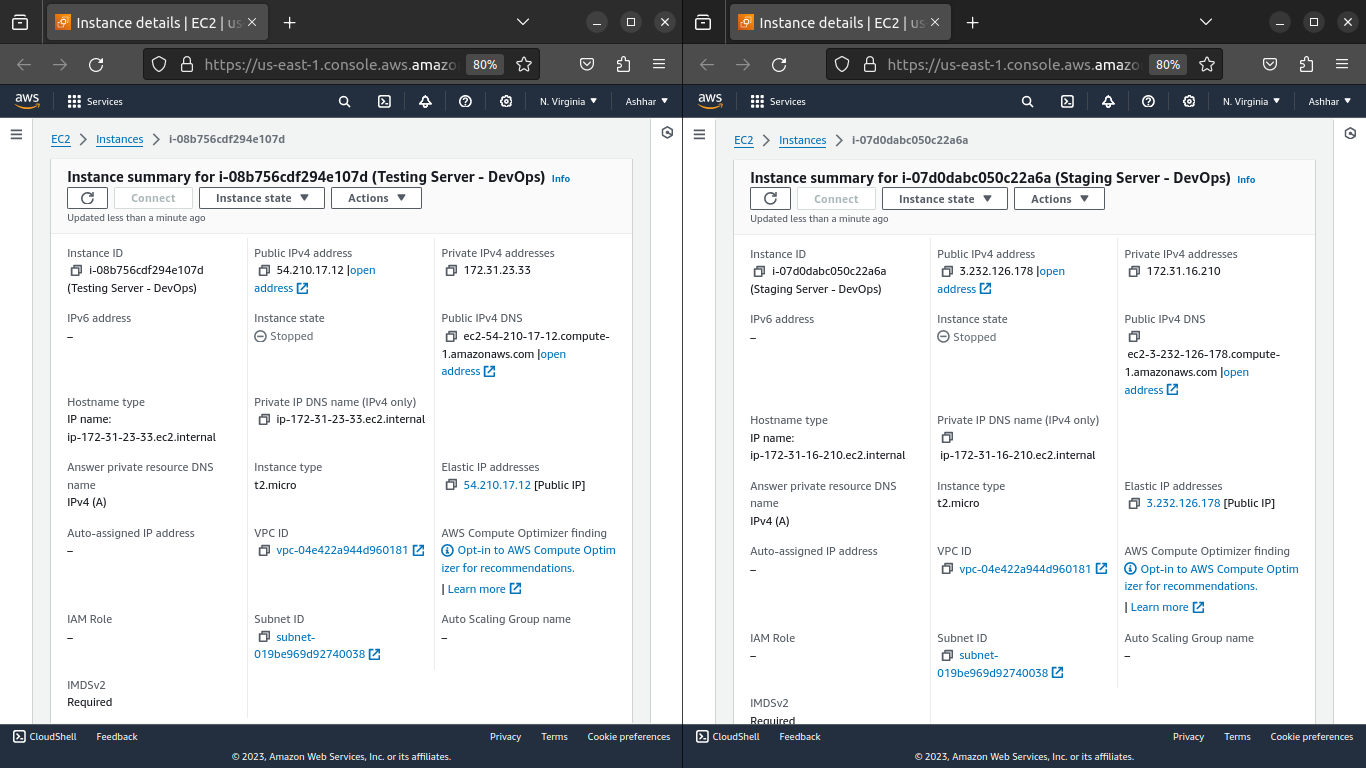 Instance details | EC2 | us
https://us-east-1.console.aws.amazo
80%
aws
Services
N. Virginia
Ashhar
EC2 > Instances > i-08b756cdf294e107d
Instance summary for i-08b756cdf294e107d (Testing Server - DevOps) Info
Connect
Instance state
Actions
Updated less than a minute ago
Instance ID
i-08b756cdf294e107d
(Testing Server - DevOps)
Public IPv4 address
54.210.17.12 |open
address
Private IPv4 addresses
172.31.23.33
IPv6 address
–
Instance state
Stopped
Public IPv4 DNS
ec2-54-210-17-12.compute-
1.amazonaws.com |open
address
Hostname type
IP name:
ip-172-31-23-33.ec2.internal
Private IP DNS name (IPv4 only)
ip-172-31-23-33.ec2.internal
Answer private resource DNS
name
IPv4 (A)
Instance type
t2.micro
Elastic IP addresses
54.210.17.12 [Public IP]
Auto-assigned IP address
–
VPC ID
vpc-04e422a944d960181
AWS Compute Optimizer finding
Opt-in to AWS Compute Optim
izer for recommendations.
| Learn more
IAM Role
–
Subnet ID
subnet-
019be969d92740038
Auto Scaling Group name
–
IMDSv2
Required
CloudShell
Feedback
Privacy
Terms
Cookie preferences
© 2023, Amazon Web Services, Inc. or its affiliates.
Instance details | EC2 | us
https://us-east-1.console.aws.amazo
80%
aws
Services
N. Virginia
Ashhar
EC2 > Instances > i-07d0dabc050c22a6a
Instance summary for i-07d0dabc050c22a6a (Staging Server - DevOps) Info
Connect
Instance state
Actions
Updated less than a minute ago
Instance ID
i-07d0dabc050c22a6a
(Staging Server - DevOps)
Public IPv4 address
3.232.126.178 |open
address
Private IPv4 addresses
172.31.16.210
IPv6 address
–
Instance state
Stopped
Public IPv4 DNS
ec2-3-232-126-178.compute-
1.amazonaws.com |open
address
Hostname type
IP name:
ip-172-31-16-210.ec2.internal
Private IP DNS name (IPv4 only)
ip-172-31-16-210.ec2.internal
Answer private resource DNS
name
IPv4 (A)
Instance type
t2.micro
Elastic IP addresses
3.232.126.178 [Public IP]
Auto-assigned IP address
–
VPC ID
vpc-04e422a944d960181
AWS Compute Optimizer finding
Opt-in to AWS Compute Optim
izer for recommendations.
| Learn more
IAM Role
–
Subnet ID
subnet-
019be969d92740038
Auto Scaling Group name
–
IMDSv2
Required
CloudShell
Feedback
Privacy
Terms
Cookie preferences
© 2023, Amazon Web Services, Inc. or its affiliates.